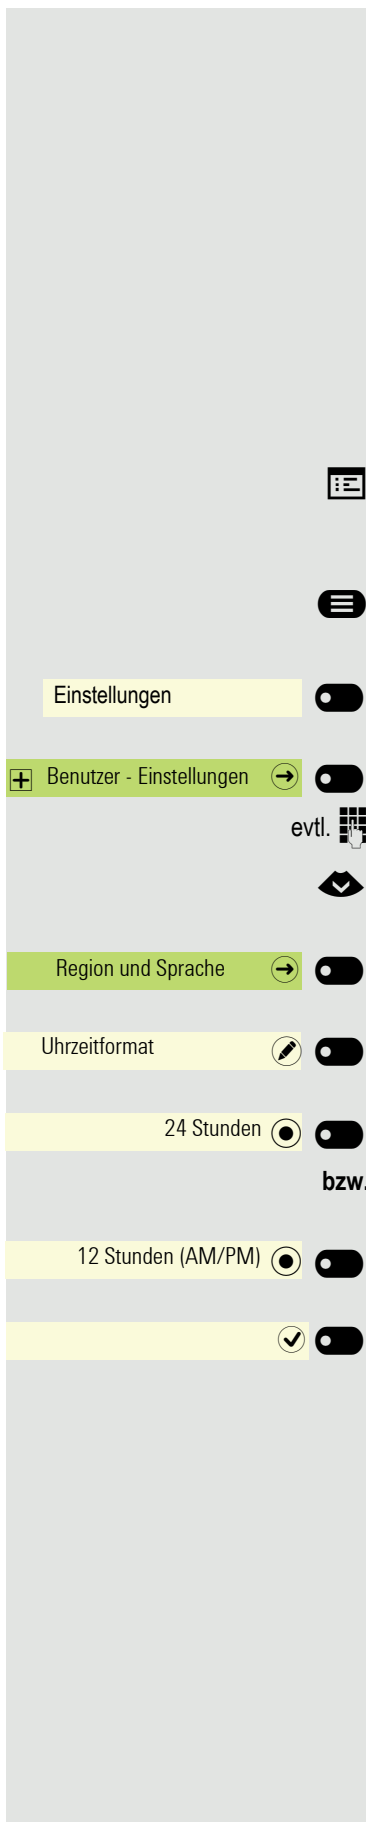 Einstellungen
Benutzer - Einstellungen
evtl.
Region und Sprache
Uhrzeitformat
24 Stunden
bzw.
12 Stunden (AM/PM)